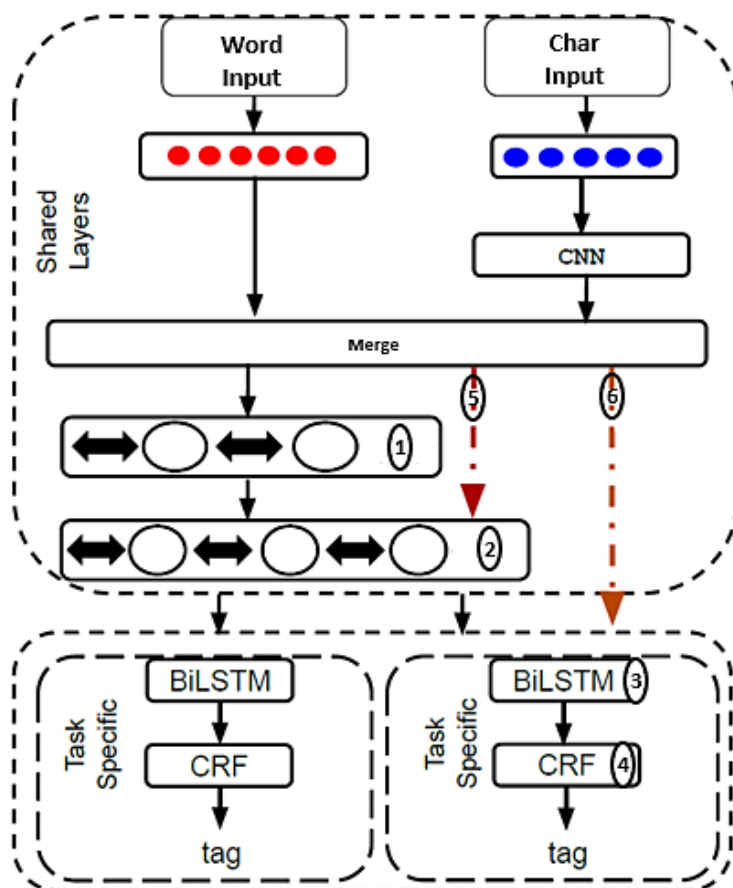 Word
Input
Char
Input
Shared
Layers
CNN
Merge
5
6
1
2
Task
Specific
BiLSTM
CRF
tag
Task
Specific
BiLSTM 3
CRF 4
tag